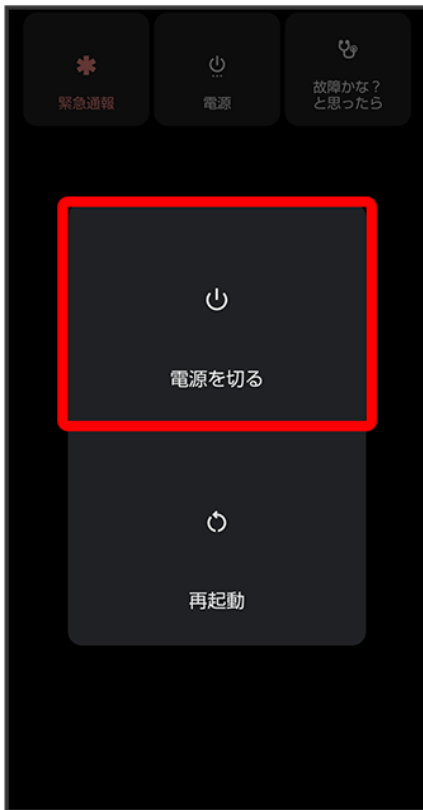 緊急通報
電源
故障かな?
と思ったら
電源を切る
再起動